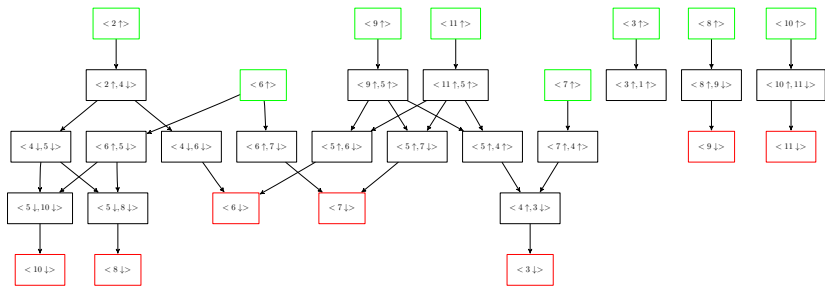 < 2 ↑>
< 9 ↑>
< 11 ↑>
< 3 ↑>
< 8 ↑>
< 10 ↑>
< 2 ↑, 4 ↓>
< 6 ↑>
< 9 ↑, 5 ↑>
< 11 ↑, 5 ↑>
< 7 ↑>
< 3 ↑, 1 ↑>
< 8 ↑, 9 ↓>
< 10 ↑, 11 ↓>
< 4 ↓, 5 ↓>
< 6 ↑, 5 ↓>
< 4 ↓, 6 ↓>
< 6 ↑, 7 ↓>
< 5 ↑, 6 ↓>
< 5 ↑, 7 ↓>
< 5 ↑, 4 ↑>
< 7 ↑, 4 ↑>
< 9 ↓>
< 11 ↓>
< 5 ↓, 10 ↓>
< 5 ↓, 8 ↓>
< 6 ↓>
< 7 ↓>
< 4 ↑, 3 ↓>
< 10 ↓>
< 8 ↓>
< 3 ↓>